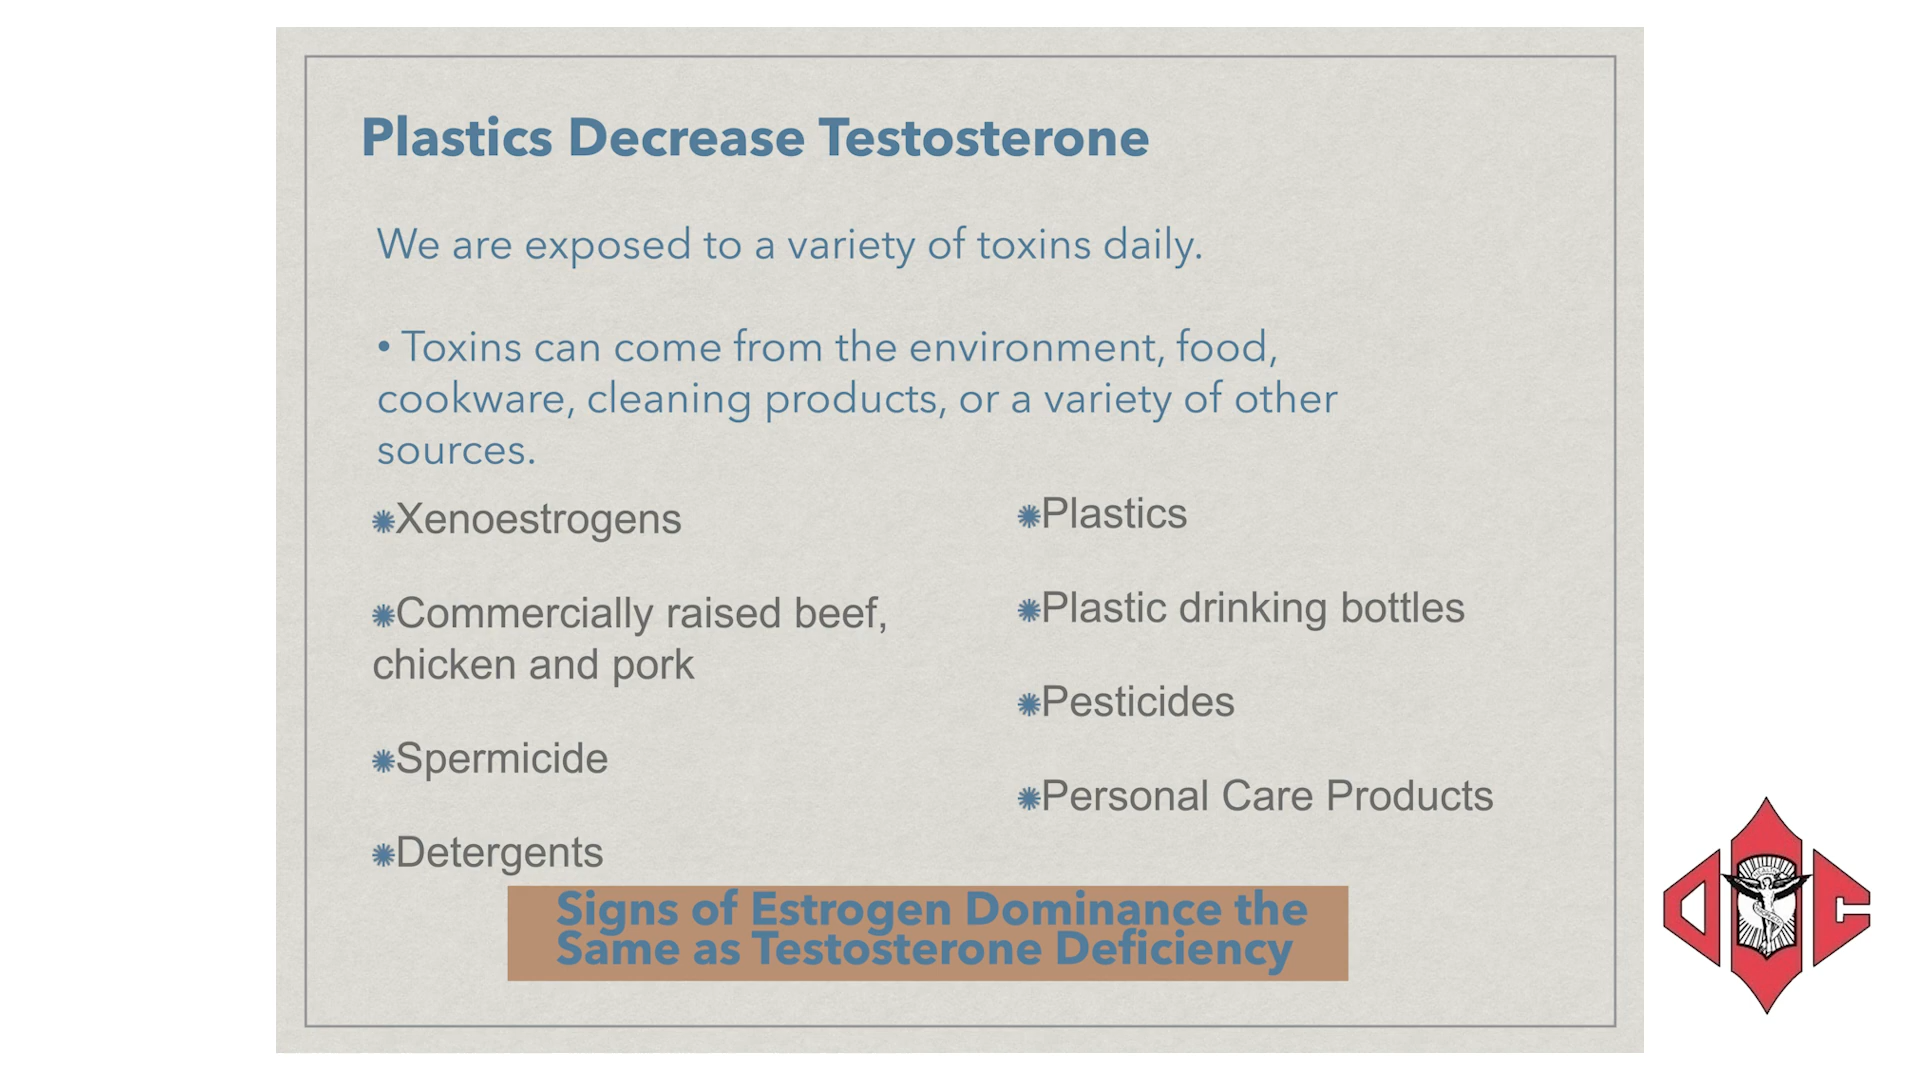 Plastics Decrease Testosterone
We are exposed to a variety of toxins daily.
• Toxins can come from the environment, food,
cookware, cleaning products, or a variety of other
sources.
✺Xenoestrogens
✺Commercially raised beef,
chicken and pork
✺Spermicide
✺Detergents
✺Plastics
✺Plastic drinking bottles
✺Pesticides
✺Personal Care Products
Signs of Estrogen Dominance the
Same as Testosterone Deficiency